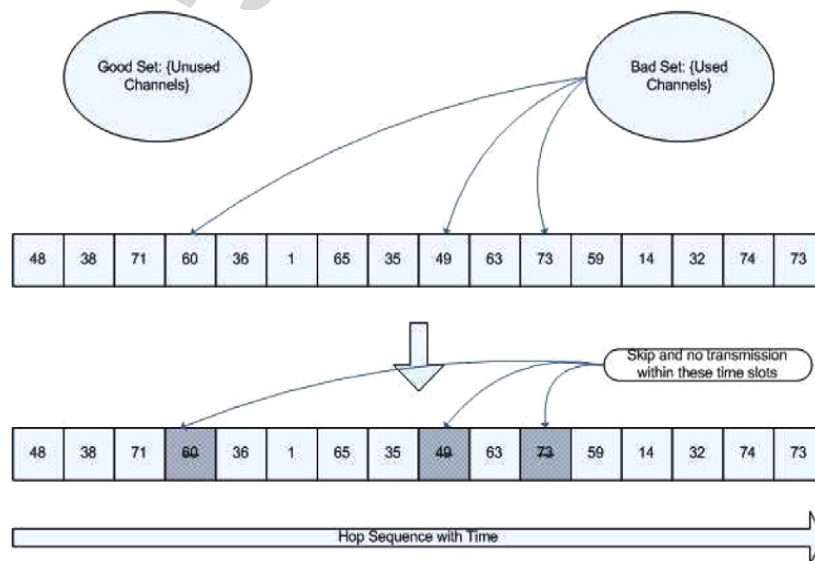 Good Set: {Unused
Channels}
Bad Set: {Used
Channels}
48 38 71 60 36 1 65 35 49 63 73 59 14 32 74 73
Skip and no transmission
within these time slots
48 38 71 60 36 1 65 35 49 63 73 59 14 32 74 73
Hop Sequence with Time